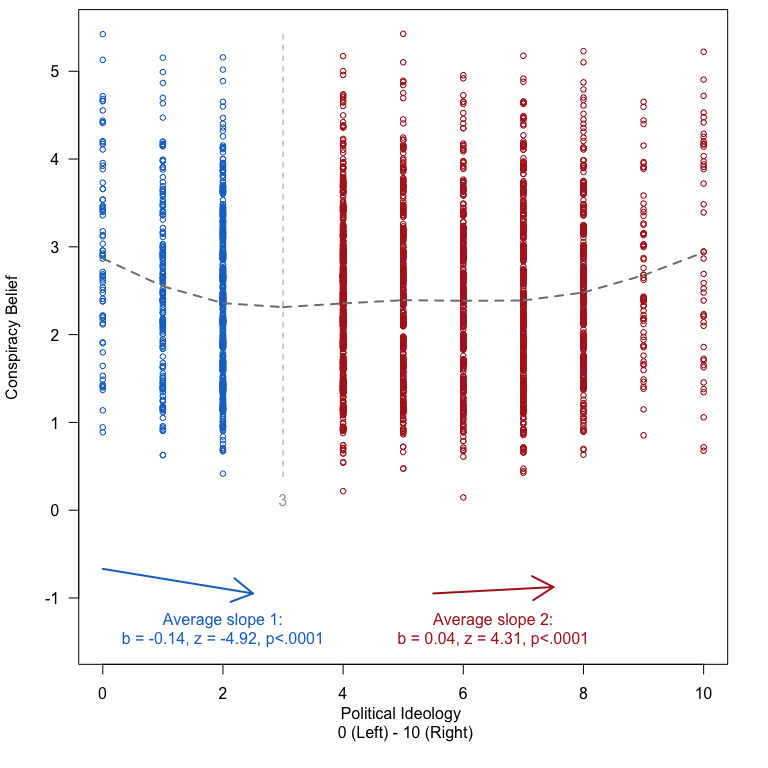 5
4
3
2
1
0
-1
Conspiracy Belief
3
Average slope 1:
b = -0.14, z = -4.92, p<.0001
Average slope 2:
b = 0.04, z = 4.31, p<.0001
0 2 4 6 8 10
Political Ideology
0 (Left) - 10 (Right)